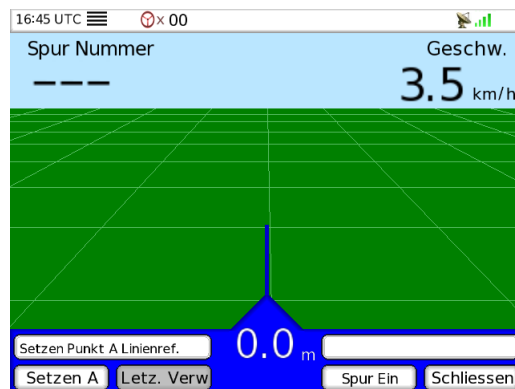 16:45 UTC x 00
Spur Nummer Geschw.
--- 3.5 km/h
Setzen Punkt A Linienref. 0.0 m
Setzen A Letz. Verw Spur Ein Schliessen